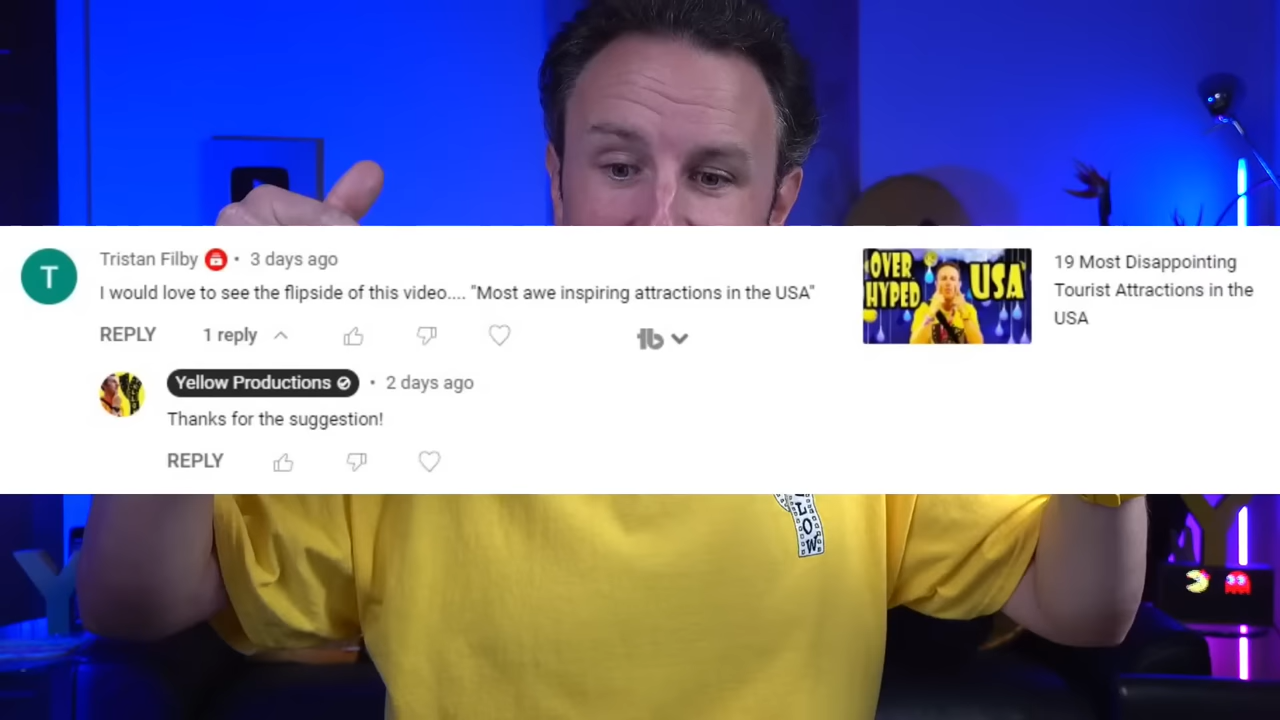 T
Tristan Filby • 3 days ago
I would love to see the flipside of this video.... "Most awe inspiring attractions in the USA"
REPLY 1 reply
OVER HYPED USA
19 Most Disappointing
Tourist Attractions in the
USA
Yellow Productions • 2 days ago
Thanks for the suggestion!
REPLY
LOW
Y
Y